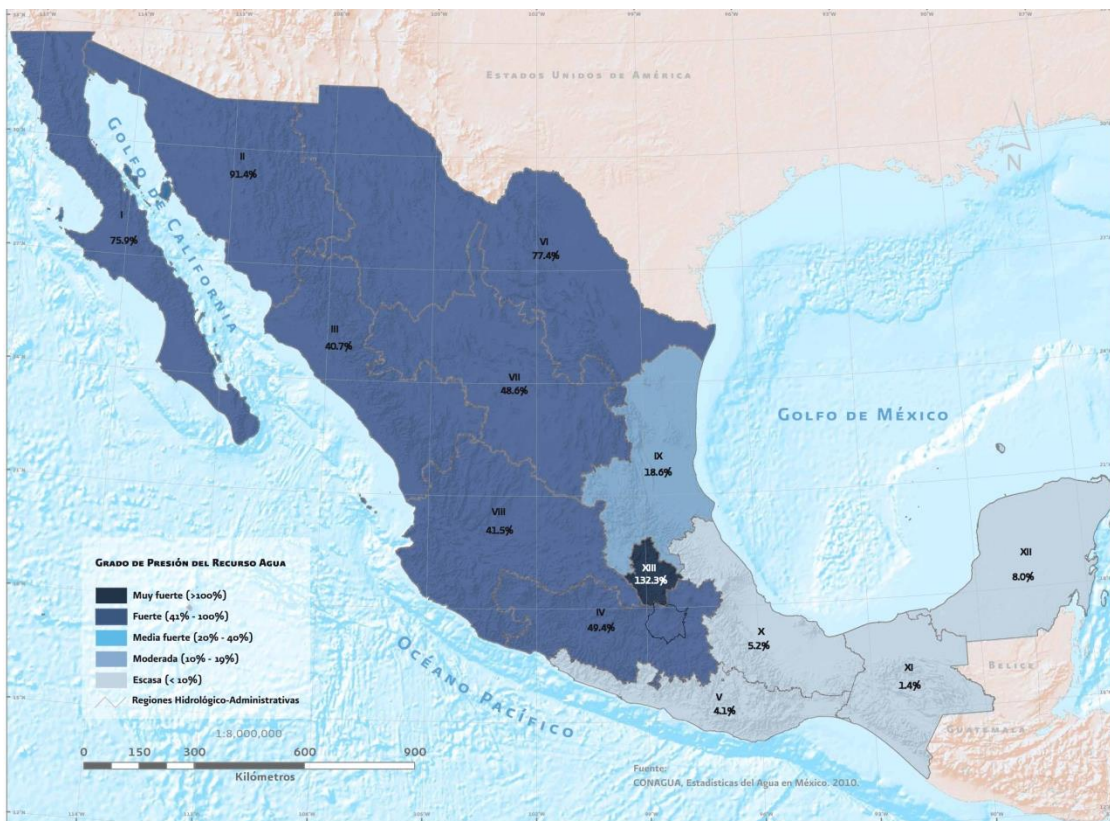 ESTADOS UNIDOS DE AMÉRICA
N
GOLFO DE CALIFORNIA
II
91.4%
I
75.9%
VI
77.4%
III
40.7%
VII
48.6%
GOLFO DE MÉXICO
IX
18.6%
VIII
41.5%
XIII
132.3%
XII
8.0%
IV
49.4%
X
5.2%
XI
1.4%
V
4.1%
BELICE
GUATEMALA
OCÉANO PACÍFICO
GRADO DE PRESIÓN DEL RECURSO AGUA
Muy fuerte (>100%)
Fuerte (41% - 100%)
Media fuerte (20% - 40%)
Moderada (10% - 19%)
Escasa (< 10%)
Regiones Hidrológico-Administrativas
1:8,000,000
0 150 300 600 900
Kilómetros
Fuente:
CONAGUA, Estadísticas del Agua en México. 2010.